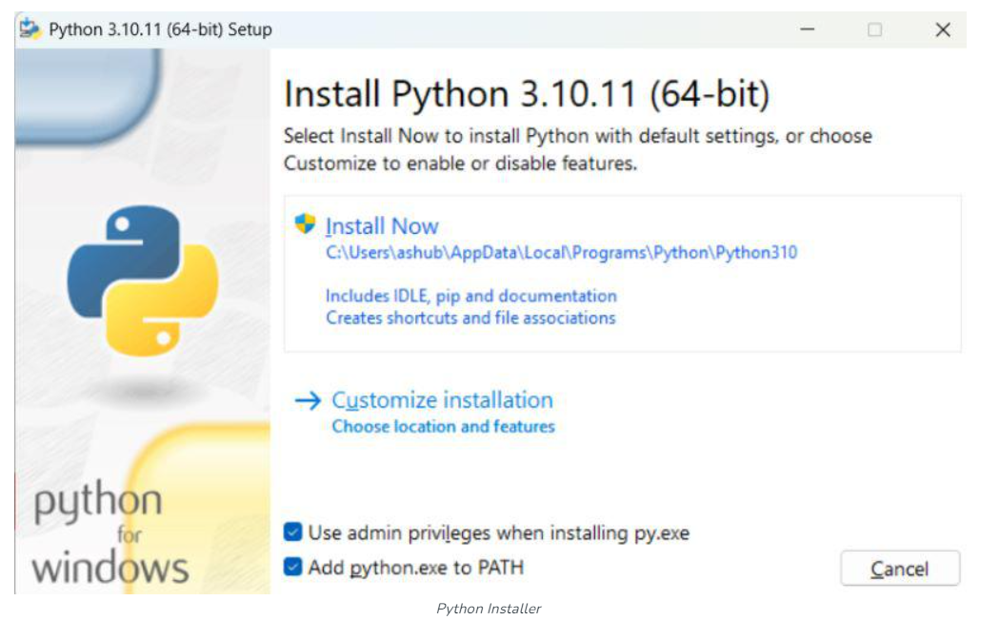 Python 3.10.11 (64-bit) Setup
Install Python 3.10.11 (64-bit)
Select Install Now to install Python with default settings, or choose
Customize to enable or disable features.
Install Now
C:\Users\ashub\AppData\Local\Programs\Python\Python310
Includes IDLE, pip and documentation
Creates shortcuts and file associations
Customize installation
Choose location and features
python
for
windows
Use admin privileges when installing py.exe
Add python.exe to PATH
Cancel
Python Installer